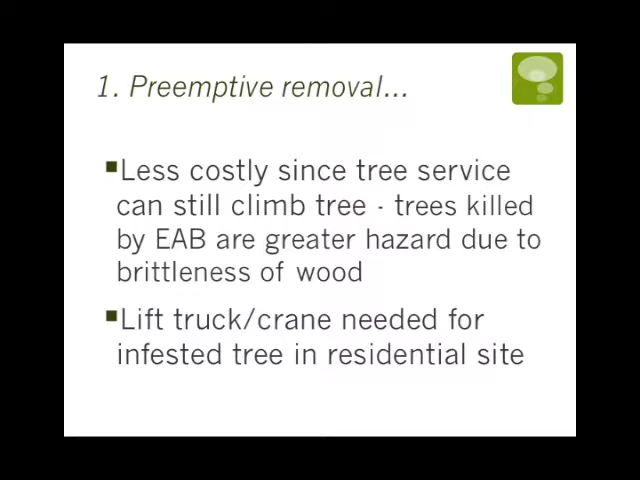 1. Preemptive removal...
▪Less costly since tree service
can still climb tree - trees killed
by EAB are greater hazard due to
brittleness of wood
▪Lift truck/crane needed for
infested tree in residential site